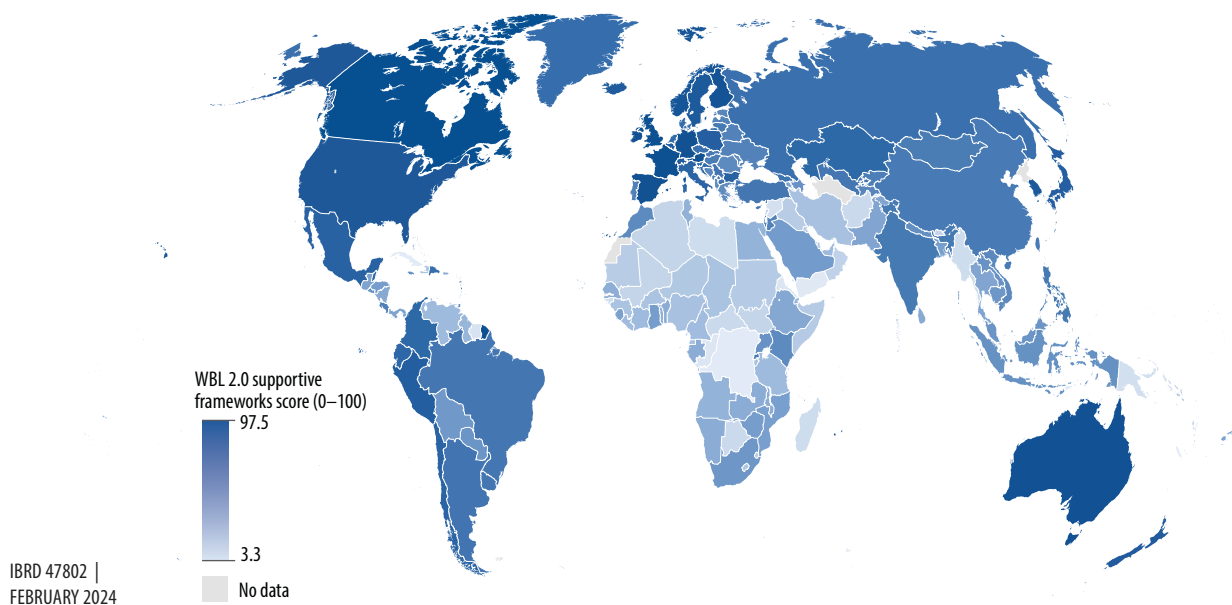 WBL 2.0 supportive
frameworks score (0–100)
97.5
3.3
No data
IBRD 47802 |
FEBRUARY 2024